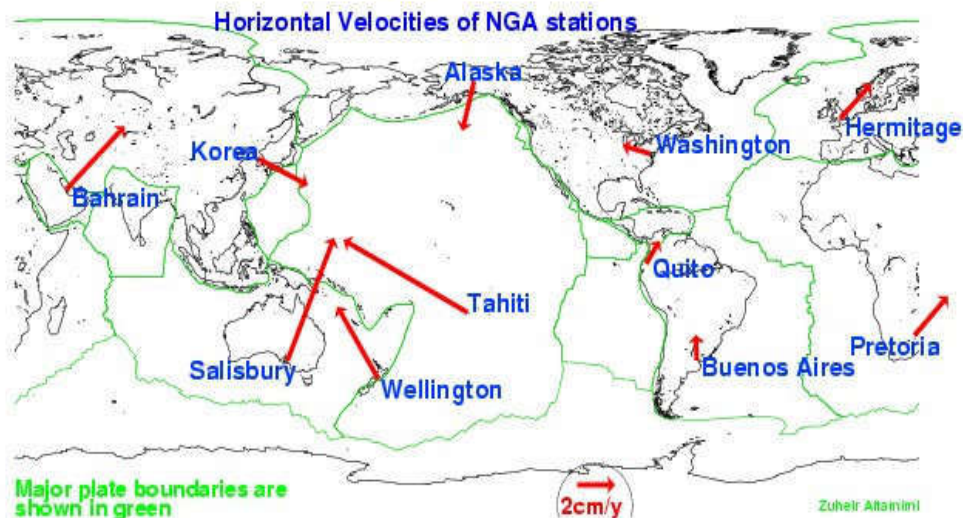 Horizontal Velocities of NGA stations
Alaska
Hermitage
Korea
Washington
Bahrain
Quito
Tahiti
Salisbury
Wellington
Buenos Aires
Pretoria
Major plate boundaries are
shown in green
2cm/y
Zuheir Altamimi